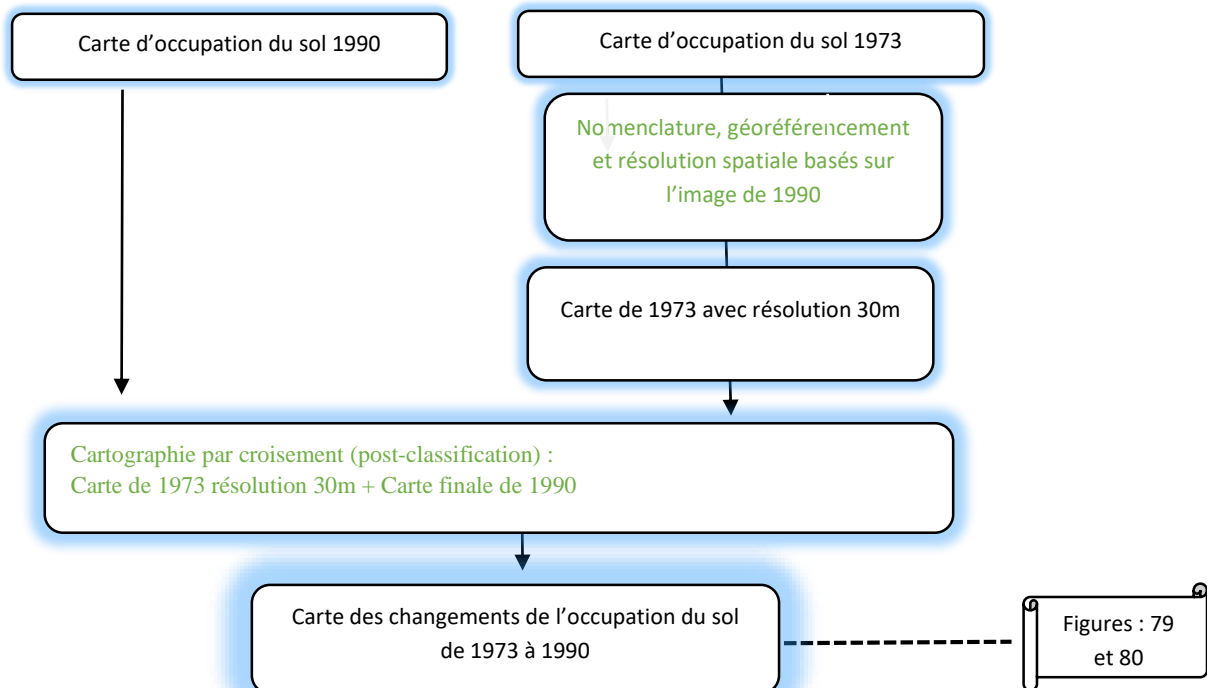 Carte d’occupation du sol 1990
Carte d’occupation du sol 1973
Nomenclature, géoréférencement
et résolution spatiale basés sur
l’image de 1990
Carte de 1973 avec résolution 30m
Cartographie par croisement (post-classification) :
Carte de 1973 résolution 30m + Carte finale de 1990
Carte des changements de l’occupation du sol
de 1973 à 1990
Figures : 79
et 80